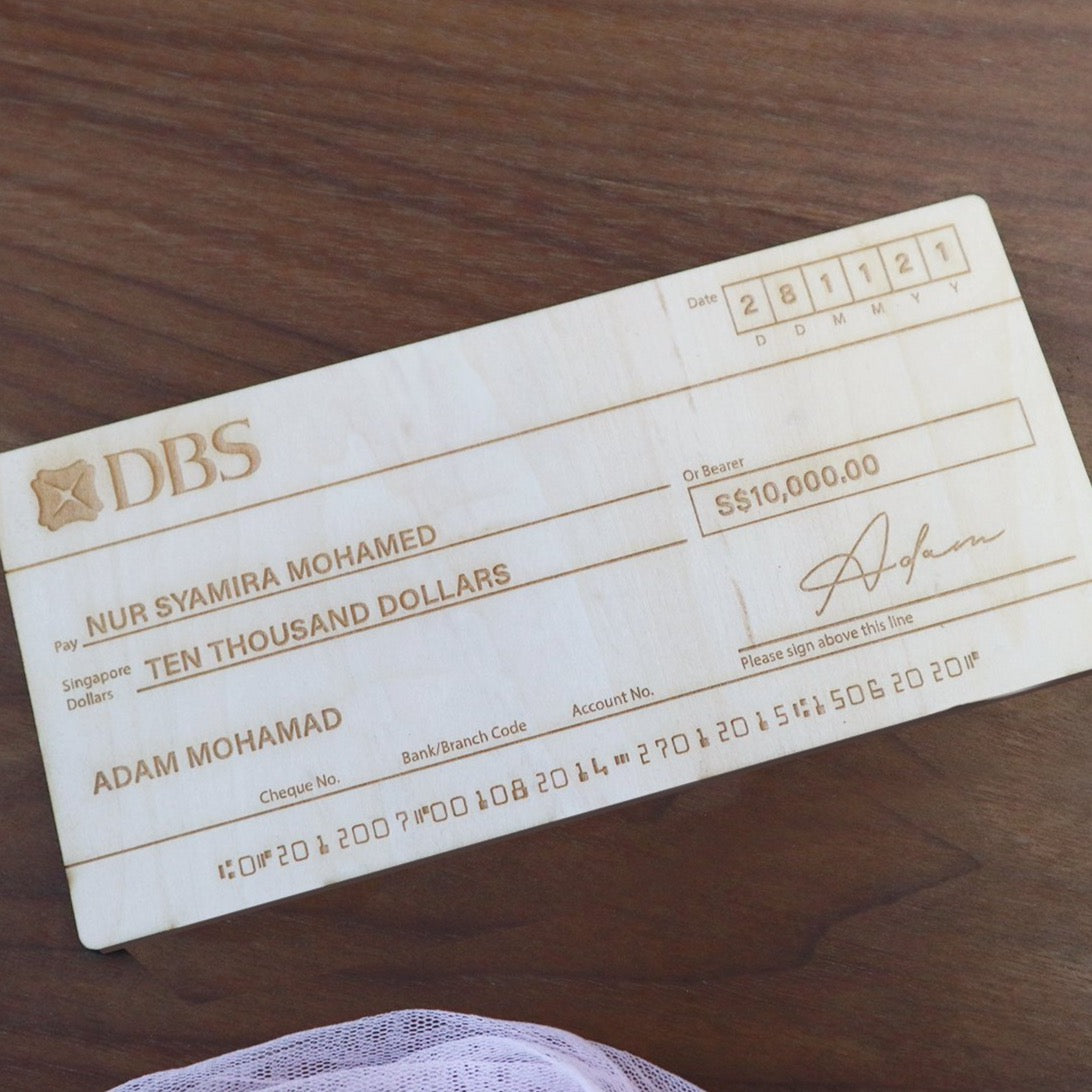 Date 2 8 1 1 2 1
D D M M Y Y
DBS
Or Bearer
Pay NUR SYAMIRA MOHAMED
S$10,000.00
Singapore Dollars TEN THOUSAND DOLLARS
Adam
Please sign above this line
ADAM MOHAMAD
Cheque No. Bank/Branch Code Account No.